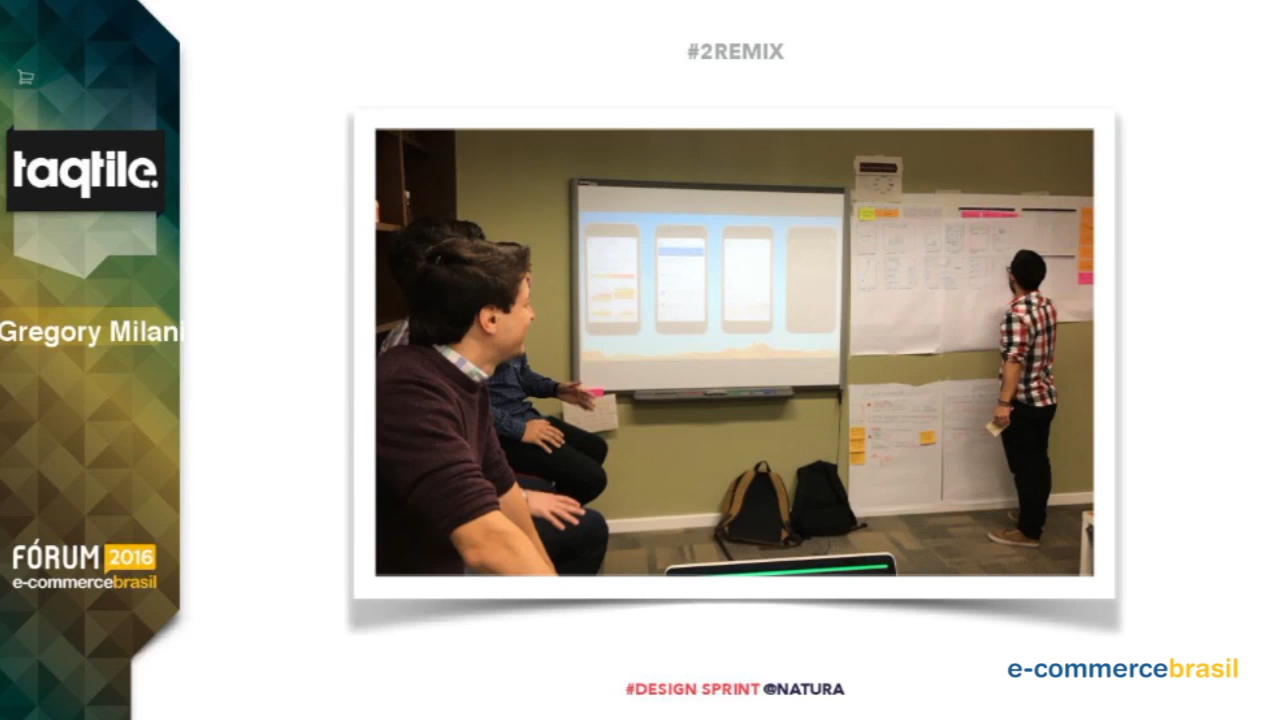 #2REMIX
taqtile.
Gregory Milani
FÓRUM 2016
e-commercebrasil
e-commercebrasil
#DESIGN SPRINT @NATURA